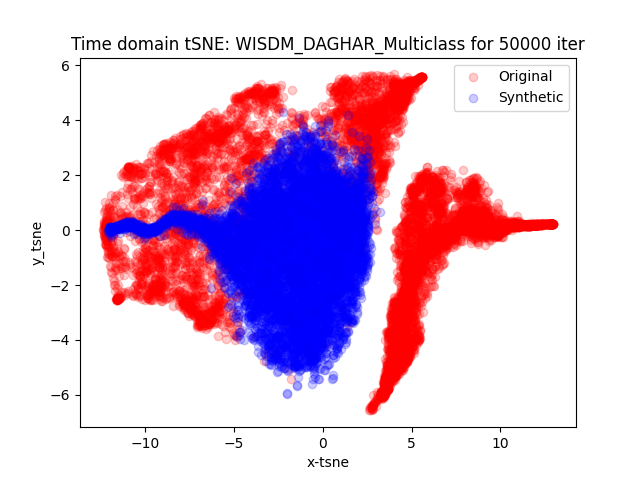 Time domain tSNE: WISDM_DAGHAR_Multiclass for 50000 iter
Original
Synthetic
6
4
2
0
−2
−4
−6
y_tsne
−10
−5
0
5
10
x-tsne